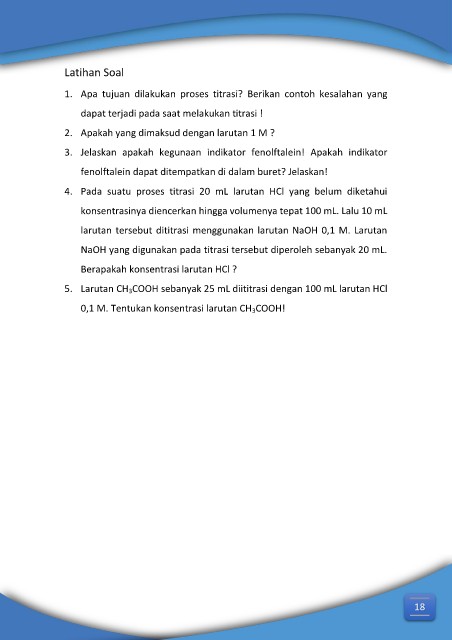 Latihan Soal
1. Apa tujuan dilakukan proses titrasi? Berikan contoh kesalahan yang
dapat terjadi pada saat melakukan titrasi !
2. Apakah yang dimaksud dengan larutan 1 M ?
3. Jelaskan apakah kegunaan indikator fenolftalein! Apakah indikator
fenolftalein dapat ditempatkan di dalam buret? Jelaskan!
4. Pada suatu proses titrasi 20 mL larutan HCl yang belum diketahui
konsentrasinya diencerkan hingga volumenya tepat 100 mL. Lalu 10 mL
larutan tersebut dititrasi menggunakan larutan NaOH 0,1 M. Larutan
NaOH yang digunakan pada titrasi tersebut diperoleh sebanyak 20 mL.
Berapakah konsentrasi larutan HCl ?
5. Larutan CH₃COOH sebanyak 25 mL diititrasi dengan 100 mL larutan HCl
0,1 M. Tentukan konsentrasi larutan CH₃COOH!
18